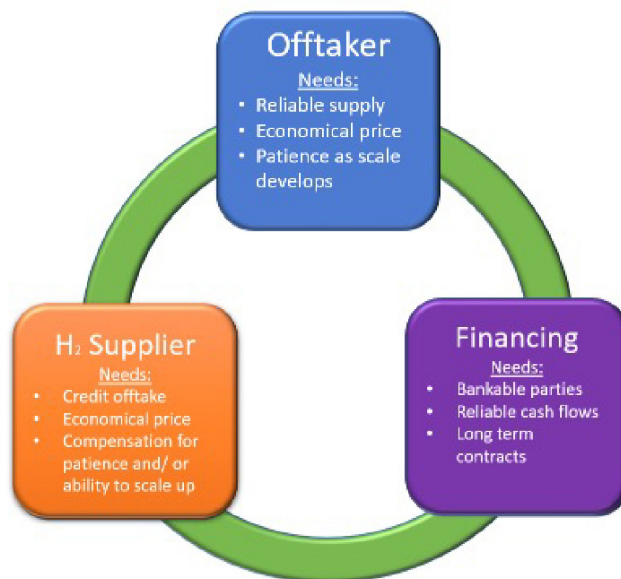 Offtaker
Needs:
• Reliable supply
• Economical price
• Patience as scale
develops
H₂ Supplier
Needs:
• Credit offtake
• Economical price
• Compensation for
patience and/ or
ability to scale up
Financing
Needs:
• Bankable parties
• Reliable cash flows
• Long term
contracts